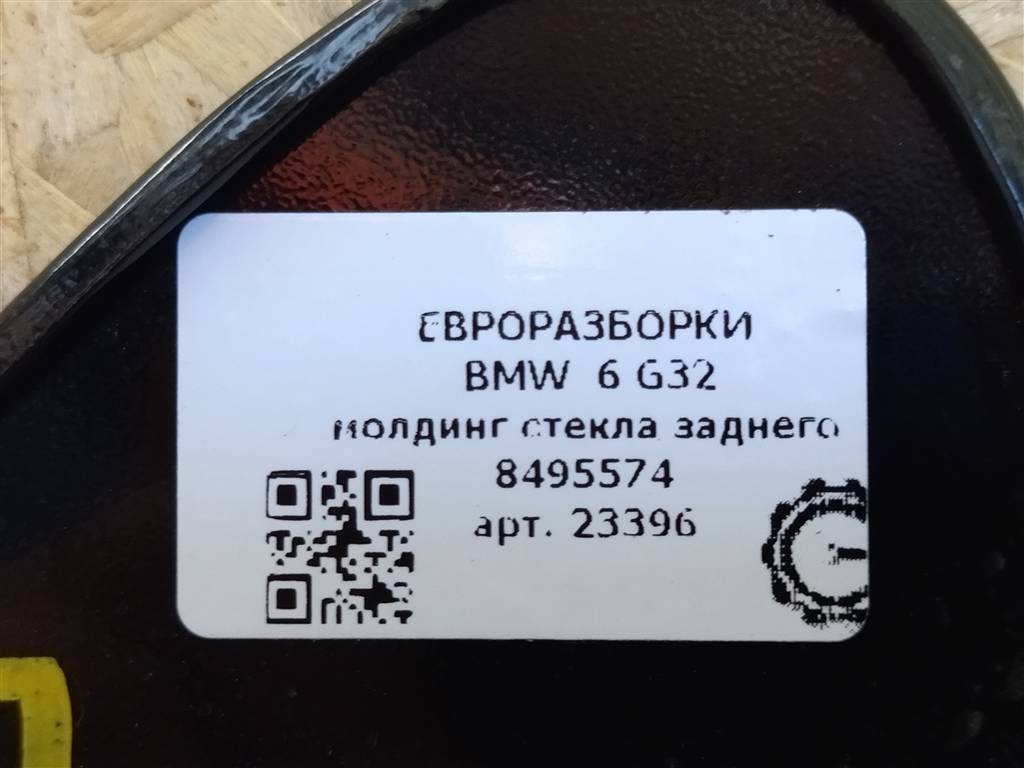 ЕВРОРАЗБОРКИ
BMW 6 G32
молдинг стекла заднего
8495574
арт. 23396